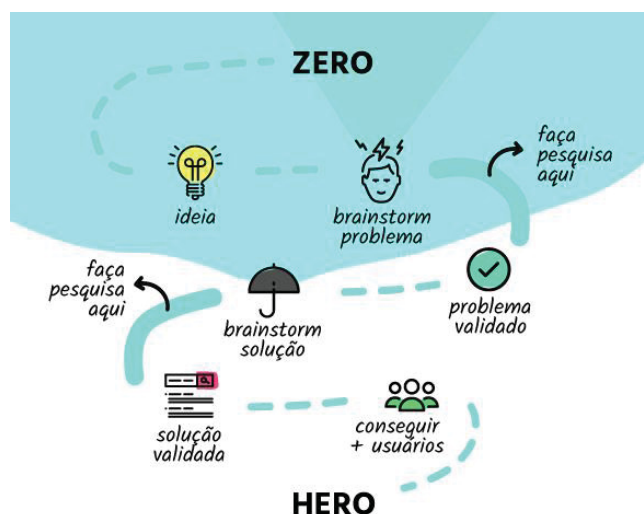 ZERO
ideia
brainstorm
problema
faça
pesquisa
aqui
problema
validado
brainstorm
solução
faça
pesquisa
aqui
solução
validada
conseguir
+ usuários
HERO